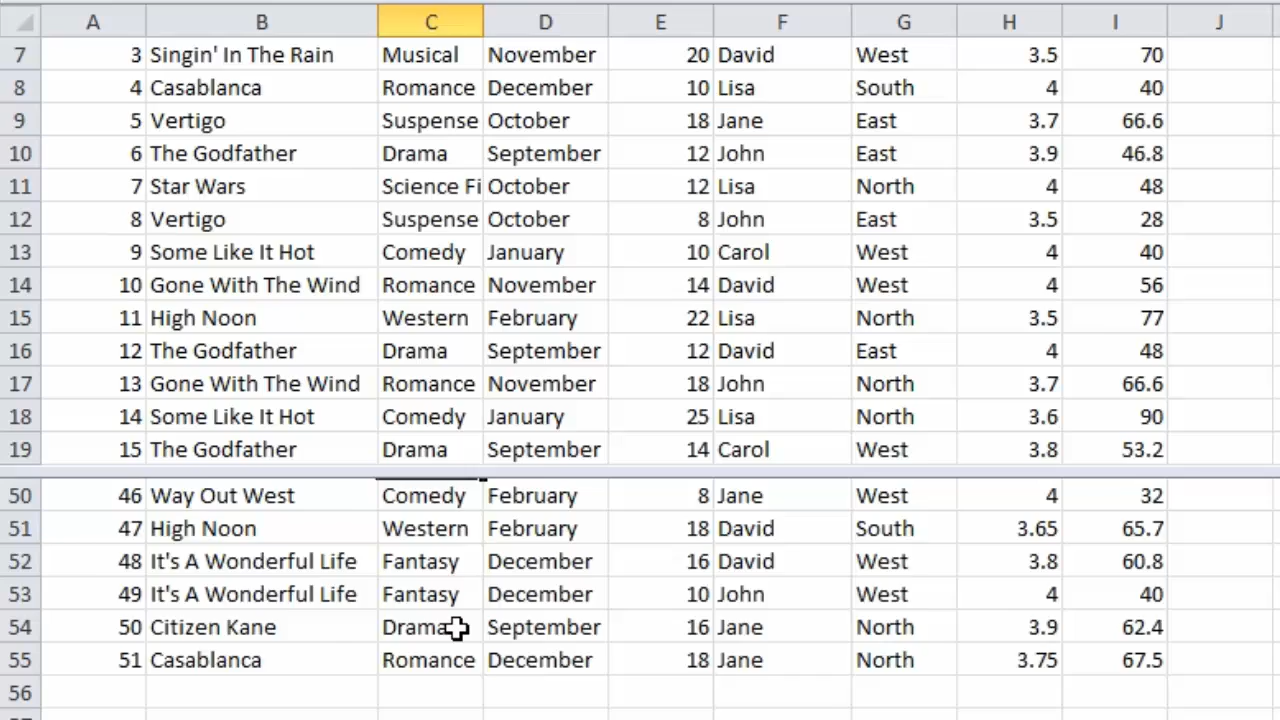 A B C D E F G H I J
7 3 Singin' In The Rain Musical November 20 David West 3.5 70
8 4 Casablanca Romance December 10 Lisa South 4 40
9 5 Vertigo Suspense October 18 Jane East 3.7 66.6
10 6 The Godfather Drama September 12 John East 3.9 46.8
11 7 Star Wars Science Fi October 12 Lisa North 4 48
12 8 Vertigo Suspense October 8 John East 3.5 28
13 9 Some Like It Hot Comedy January 10 Carol West 4 40
14 10 Gone With The Wind Romance November 14 David West 4 56
15 11 High Noon Western February 22 Lisa North 3.5 77
16 12 The Godfather Drama September 12 David East 4 48
17 13 Gone With The Wind Romance November 18 John North 3.7 66.6
18 14 Some Like It Hot Comedy January 25 Lisa North 3.6 90
19 15 The Godfather Drama September 14 Carol West 3.8 53.2
50 46 Way Out West Comedy February 8 Jane West 4 32
51 47 High Noon Western February 18 David South 3.65 65.7
52 48 It's A Wonderful Life Fantasy December 16 David West 3.8 60.8
53 49 It's A Wonderful Life Fantasy December 10 John West 4 40
54 50 Citizen Kane Drama September 16 Jane North 3.9 62.4
55 51 Casablanca Romance December 18 Jane North 3.75 67.5
56